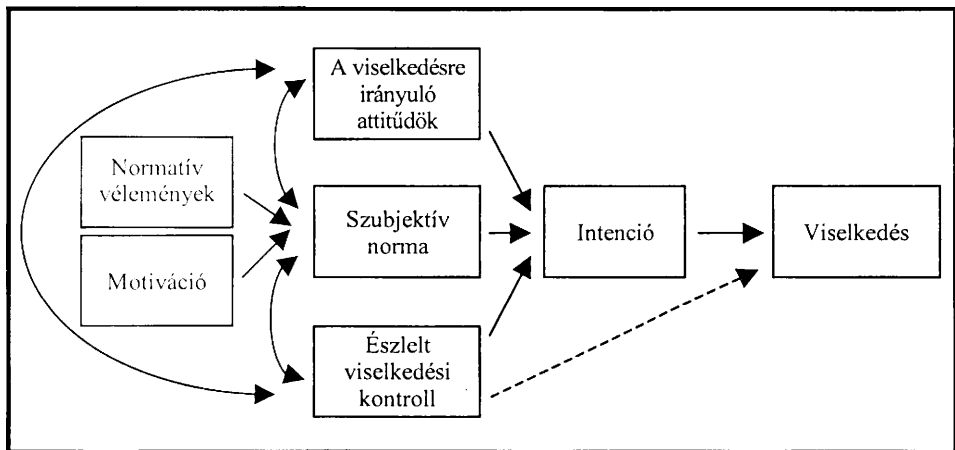 A viselkedésre
irányuló
attitűdök
Normatív
vélemények
Motiváció
Szubjektív
norma
Intenció
Viselkedés
Észlelt
viselkedési
kontroll